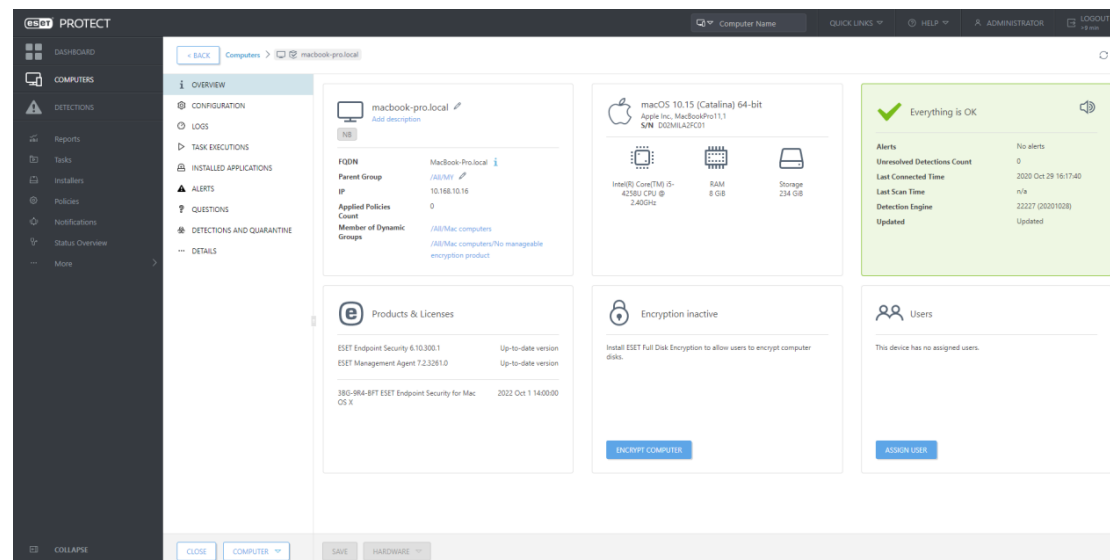 eset PROTECT
Computer Name
QUICK LINKS
HELP
ADMINISTRATOR
LOGOUT
>9 min
DASHBOARD
COMPUTERS
DETECTIONS
Reports
Tasks
Installers
Policies
Notifications
Status Overview
More
COLLAPSE
< BACK
Computers > macbook-pro.local
OVERVIEW
CONFIGURATION
LOGS
TASK EXECUTIONS
INSTALLED APPLICATIONS
ALERTS
QUESTIONS
DETECTIONS AND QUARANTINE
DETAILS
macbook-pro.local
Add description
NB
FQDN MacBook-Pro.local
Parent Group /All/MY
IP 10.168.10.16
Applied Policies 0
Count
Member of Dynamic /All/Mac computers
Groups
/All/Mac computers/No manageable
encryption product
macOS 10.15 (Catalina) 64-bit
Apple Inc., MacBookPro11,1
S/N D02MILA2FC01
Intel(R) Core(TM) i5-
4258U CPU @
2.40GHz
RAM
8 GiB
Storage
234 GiB
Everything is OK
Alerts No alerts
Unresolved Detections Count 0
Last Connected Time 2020 Oct 29 16:17:40
Last Scan Time n/a
Detection Engine 22227 (20201028)
Updated Updated
Products & Licenses
ESET Endpoint Security 6.10.300.1 Up-to-date version
ESET Management Agent 7.2.3261.0 Up-to-date version
38G-9R4-BFT ESET Endpoint Security for Mac 2022 Oct 1 14:00:00
OS X
Encryption inactive
Install ESET Full Disk Encryption to allow users to encrypt computer
disks.
ENCRYPT COMPUTER
Users
This device has no assigned users.
ASSIGN USER
CLOSE
COMPUTER
SAVE
HARDWARE